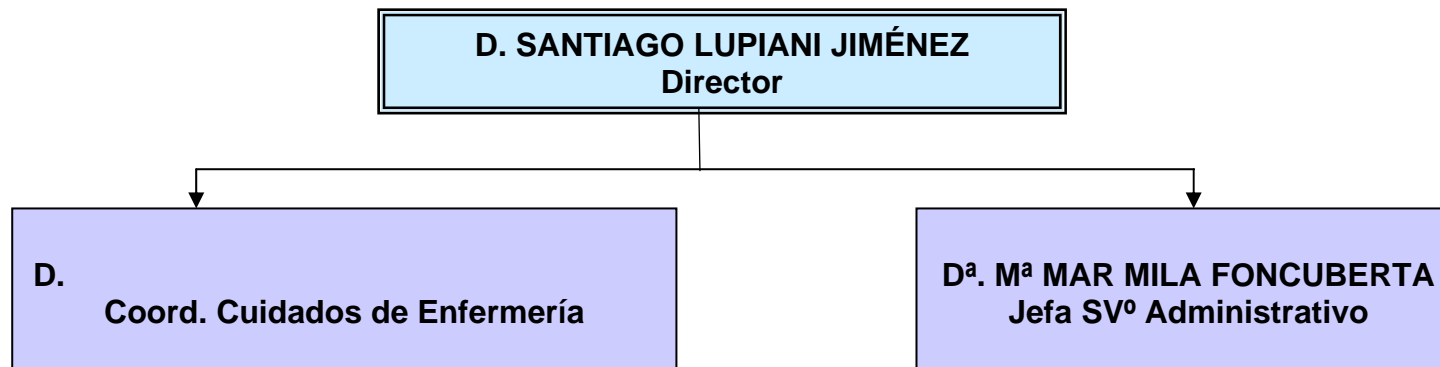 D. SANTIAGO LUPIANI JIMÉNEZ
Director
D.
Coord. Cuidados de Enfermería
Dª. Mª MAR MILA FONCUBERTA
Jefa SVº Administrativo